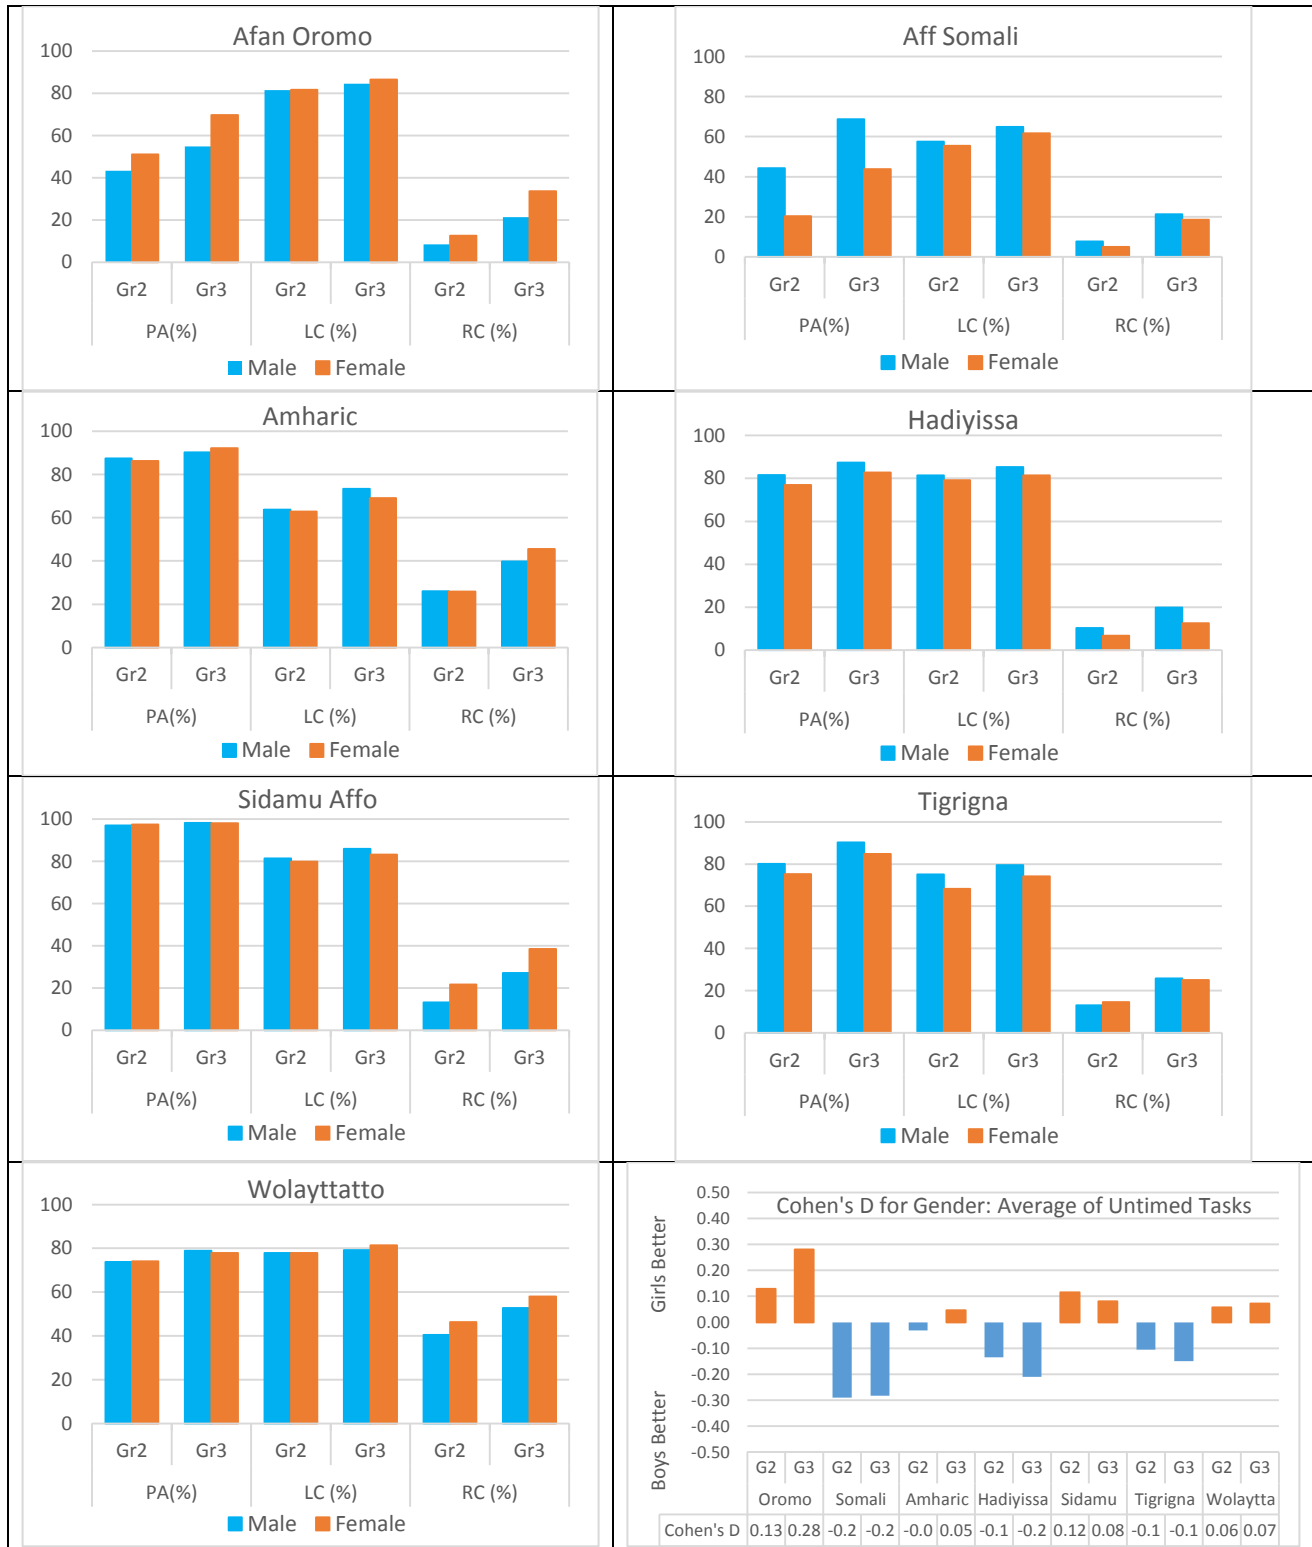 Afan Oromo
100
80
60
40
20
0
Gr2 Gr3 Gr2 Gr3 Gr2 Gr3
PA(%) LC (%) RC (%)
Male Female
Aff Somali
100
80
60
40
20
0
Gr2 Gr3 Gr2 Gr3 Gr2 Gr3
PA(%) LC (%) RC (%)
Male Female
Amharic
100
80
60
40
20
0
Gr2 Gr3 Gr2 Gr3 Gr2 Gr3
PA(%) LC (%) RC (%)
Male Female
Hadiyissa
100
80
60
40
20
0
Gr2 Gr3 Gr2 Gr3 Gr2 Gr3
PA(%) LC (%) RC (%)
Male Female
Sidamu Affo
100
80
60
40
20
0
Gr2 Gr3 Gr2 Gr3 Gr2 Gr3
PA(%) LC (%) RC (%)
Male Female
Tigrigna
100
80
60
40
20
0
Gr2 Gr3 Gr2 Gr3 Gr2 Gr3
PA(%) LC (%) RC (%)
Male Female
Wolayttatto
100
80
60
40
20
0
Gr2 Gr3 Gr2 Gr3 Gr2 Gr3
PA(%) LC (%) RC (%)
Male Female
Cohen's D for Gender: Average of Untimed Tasks
Girls Better
Boys Better
0.50
0.40
0.30
0.20
0.10
0.00
-0.10
-0.20
-0.30
-0.40
-0.50
G2 G3 G2 G3 G2 G3 G2 G3 G2 G3 G2 G3 G2 G3
Oromo Somali Amharic Hadiyissa Sidamu Tigrigna Wolaytta
Cohen's D 0.13 0.28 -0.2 -0.2 -0.0 0.05 -0.1 -0.2 0.12 0.08 -0.1 -0.1 0.06 0.07